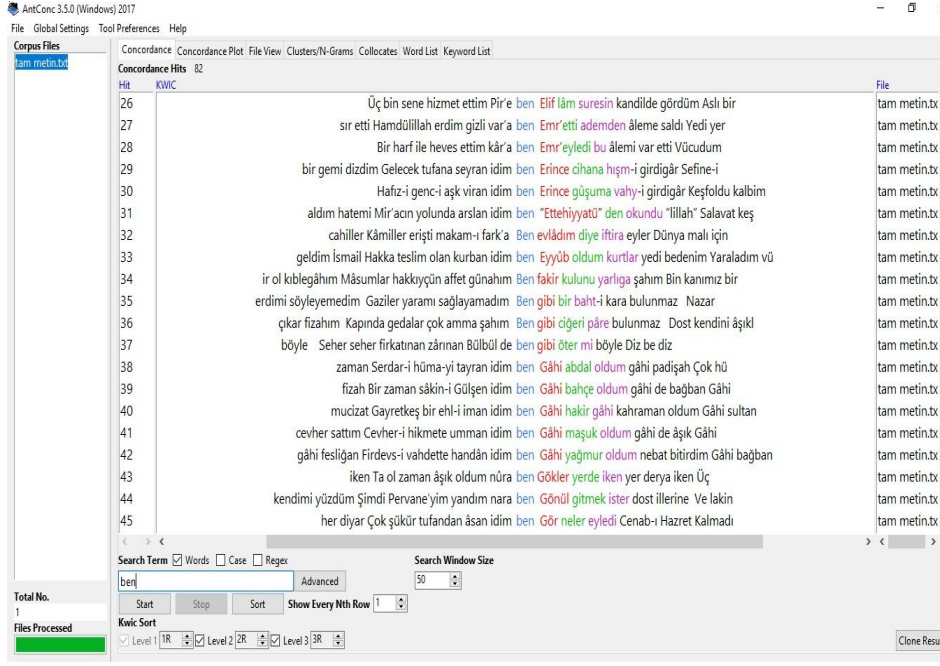 AntConc 3.5.0 (Windows) 2017
File Global Settings Tool Preferences Help
Corpus Files
tam metin.txt
Concordance Concordance Plot File View Clusters/N-Grams Collocates Word List Keyword List
Concordance Hits 82
Hit KWIC File
26 Üç bin sene hizmet ettim Pir’e ben Elif lâm suresin kandilde gördüm Aslı bir tam metin.tx
27 sır etti Hamdülillah erdim gizli var’a ben Emr’etti ademden âleme saldı Yedi yer tam metin.tx
28 Bir harf ile heves ettim kâr’a ben Emr’eyledi bu âlemi var etti Vücudum tam metin.tx
29 bir gemi dizdim Gelecek tufana seyran idim ben Erince cihana hışm-i girdigâr Sefine-i tam metin.tx
30 Hafız-i genc-i aşk viran idim ben Erince gûşuma vahy-i girdigâr Keşfoldu kalbim tam metin.tx
31 aldım hatemi Mir’acın yolunda arslan idim ben “Ettehiyyatü” den okundu “lillah” Salavat keş tam metin.tx
32 cahiller Kâmiller erişti makam-ı fark’a Ben evlâdım diye iftira eyler Dünya malı için tam metin.tx
33 geldim İsmail Hakka teslim olan kurban idim ben Eyyûb oldum kurtlar yedi bedenim Yaraladım vü tam metin.tx
34 ir ol kıblegâhım Mâsumlar hakkıyçün affet günahım Ben fakir kulunu yarlıga şahım Bin kanımız bir tam metin.tx
35 erdimi söyleyemedim Gaziler yaramı sağlayamadım Ben gibi bir baht-i kara bulunmaz Nazar tam metin.tx
36 çıkar fizahım Kapında gedalar çok amma şahım Ben gibi ciğeri pâre bulunmaz Dost kendini âşıkl tam metin.tx
37 böyle Seher seher firkatınan zârınan Bülbül de ben gibi öter mi böyle Diz be diz tam metin.tx
38 zaman Serdar-i hüma-yi tayran idim ben Gâhi abdal oldum gâhi padişah Çok hü tam metin.tx
39 fizah Bir zaman sâkin-i Gülşen idim ben Gâhi bahçe oldum gâhi de bağban Gâhi tam metin.tx
40 mucizat Gayretkeş bir ehl-i iman idim ben Gâhi hakir gâhi kahraman oldum Gâhi sultan tam metin.tx
41 cevher sattım Cevher-i hikmete umman idim ben Gâhi maşuk oldum gâhi de âşık Gâhi tam metin.tx
42 gâhi fesliğan Firdevs-i vahdette handân idim ben Gâhi yağmur oldum nebat bitirdim Gâhi bağban tam metin.tx
43 iken Ta ol zaman âşık oldum nûra ben Gökler yerde iken yer derya iken Üç tam metin.tx
44 kendimi yüzdüm Şimdi Pervane’yim yandım nara ben Gönül gitmek ister dost illerine Ve lakin tam metin.tx
45 her diyar Çok şükür tufandan âsan idim ben Gör neler eyledi Cenab-ı Hazret Kalmadı tam metin.tx
Search Term Words Case Regex Search Window Size
ben Advanced 50
Total No.
1
Start Stop Sort Show Every Nth Row 1
Files Processed
Kwic Sort
Level 1 1R Level 2 2R Level 3 3R Clone Resu